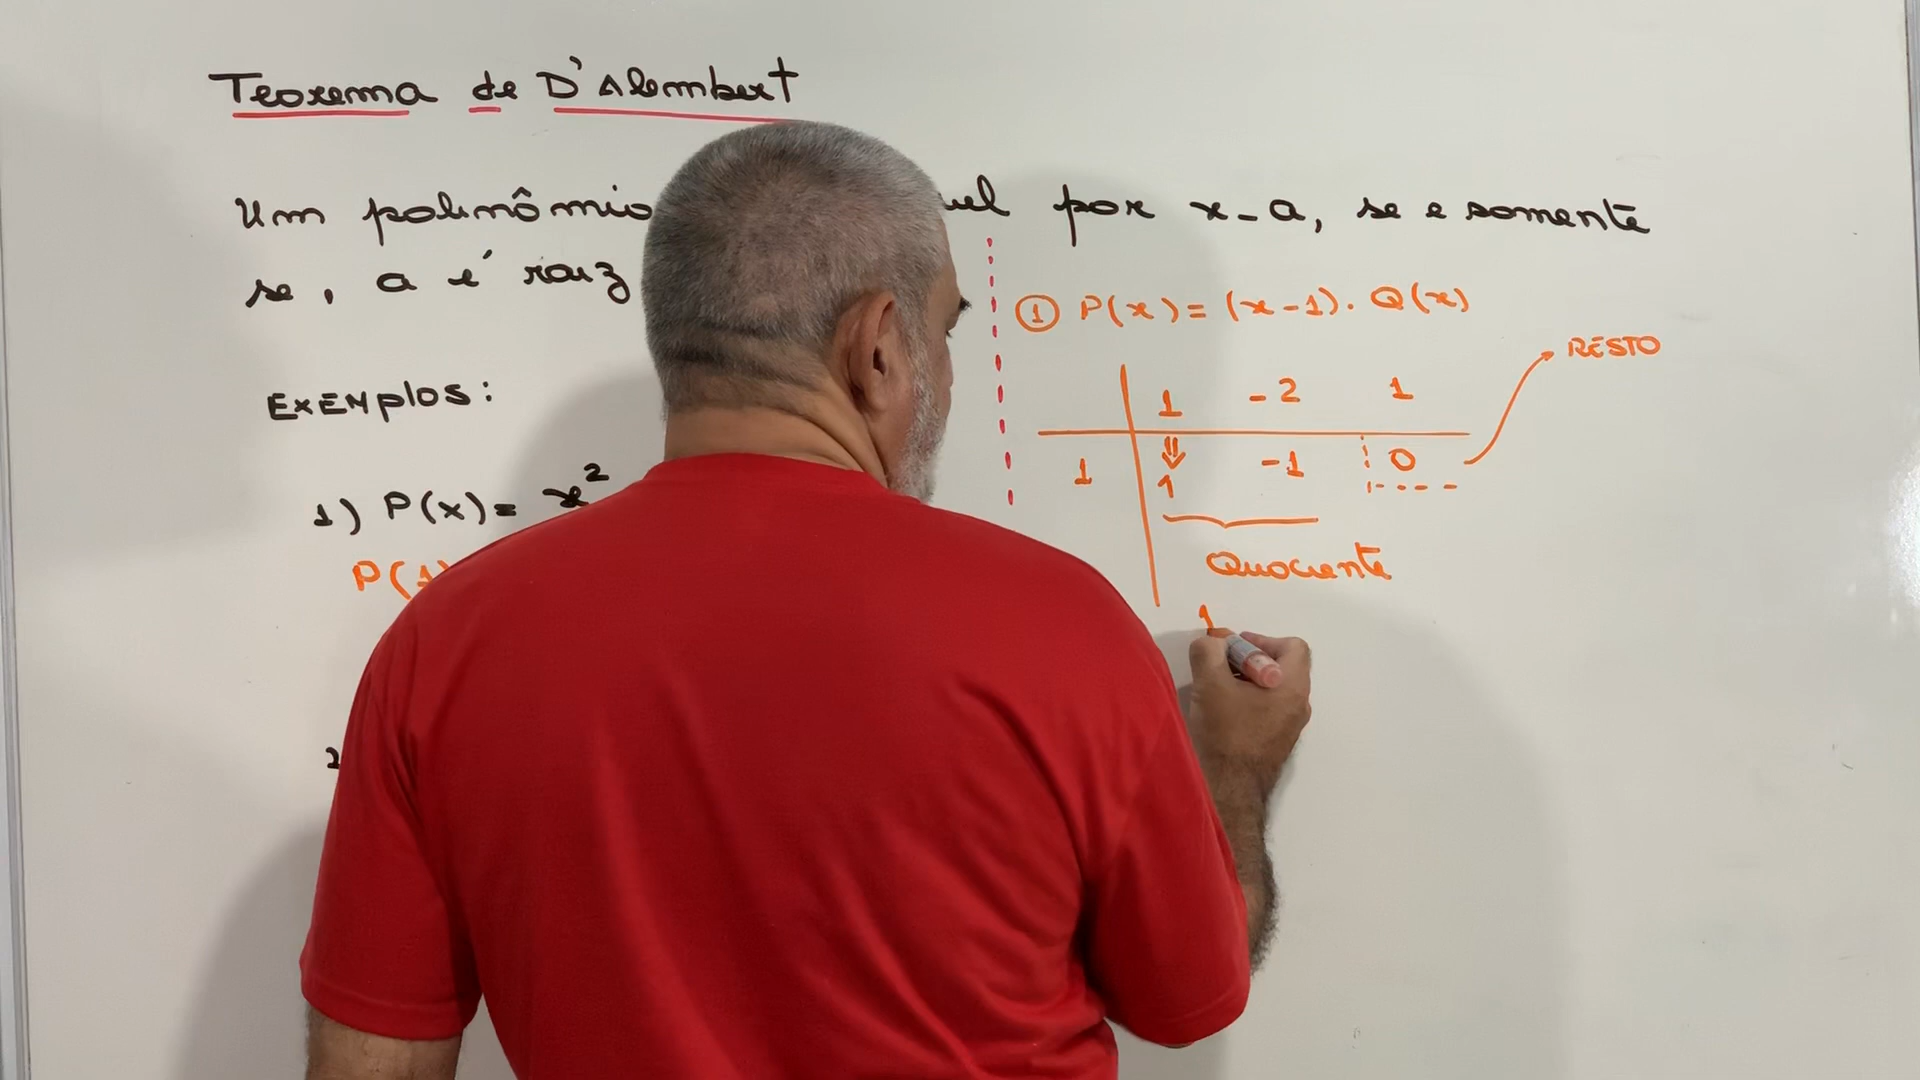 Teorema de D'Alembert
Um polinômio por x-a, se e somente
se, a é raiz
① P(x) = (x-1). Q(x)
RESTO
1 -2 1
1 1 -1 0
Quociente
1
Exemplos:
1) P(x) = x²
P(1)
2